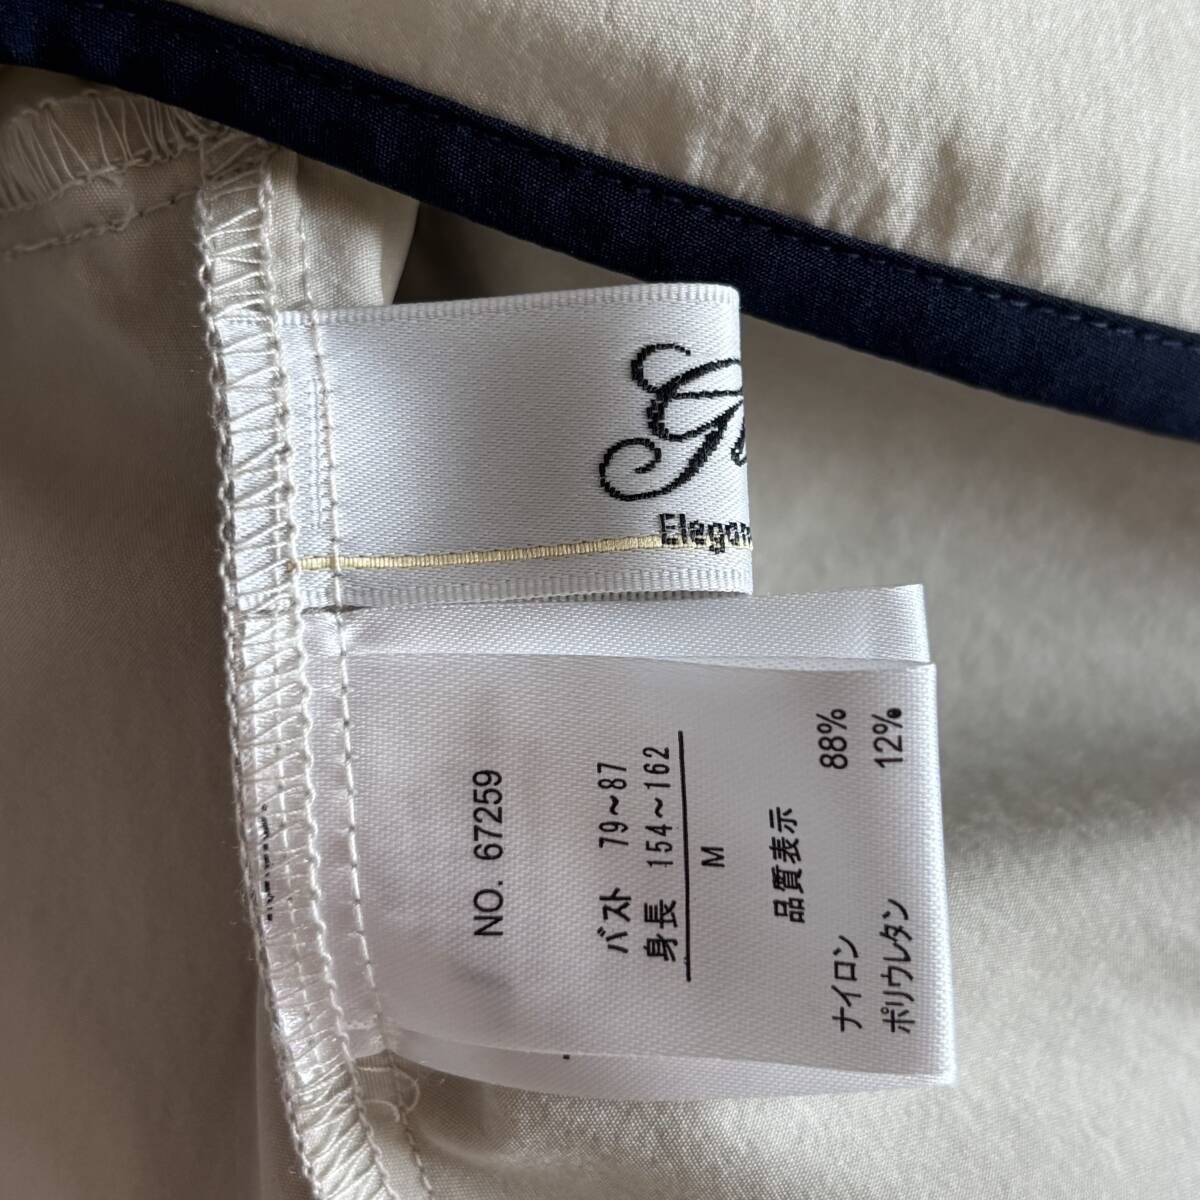 Elegan
NO. 67259
バスト 79～87
身長 154～162
M
品質表示
ナイロン 88%
ポリウレタン 12%